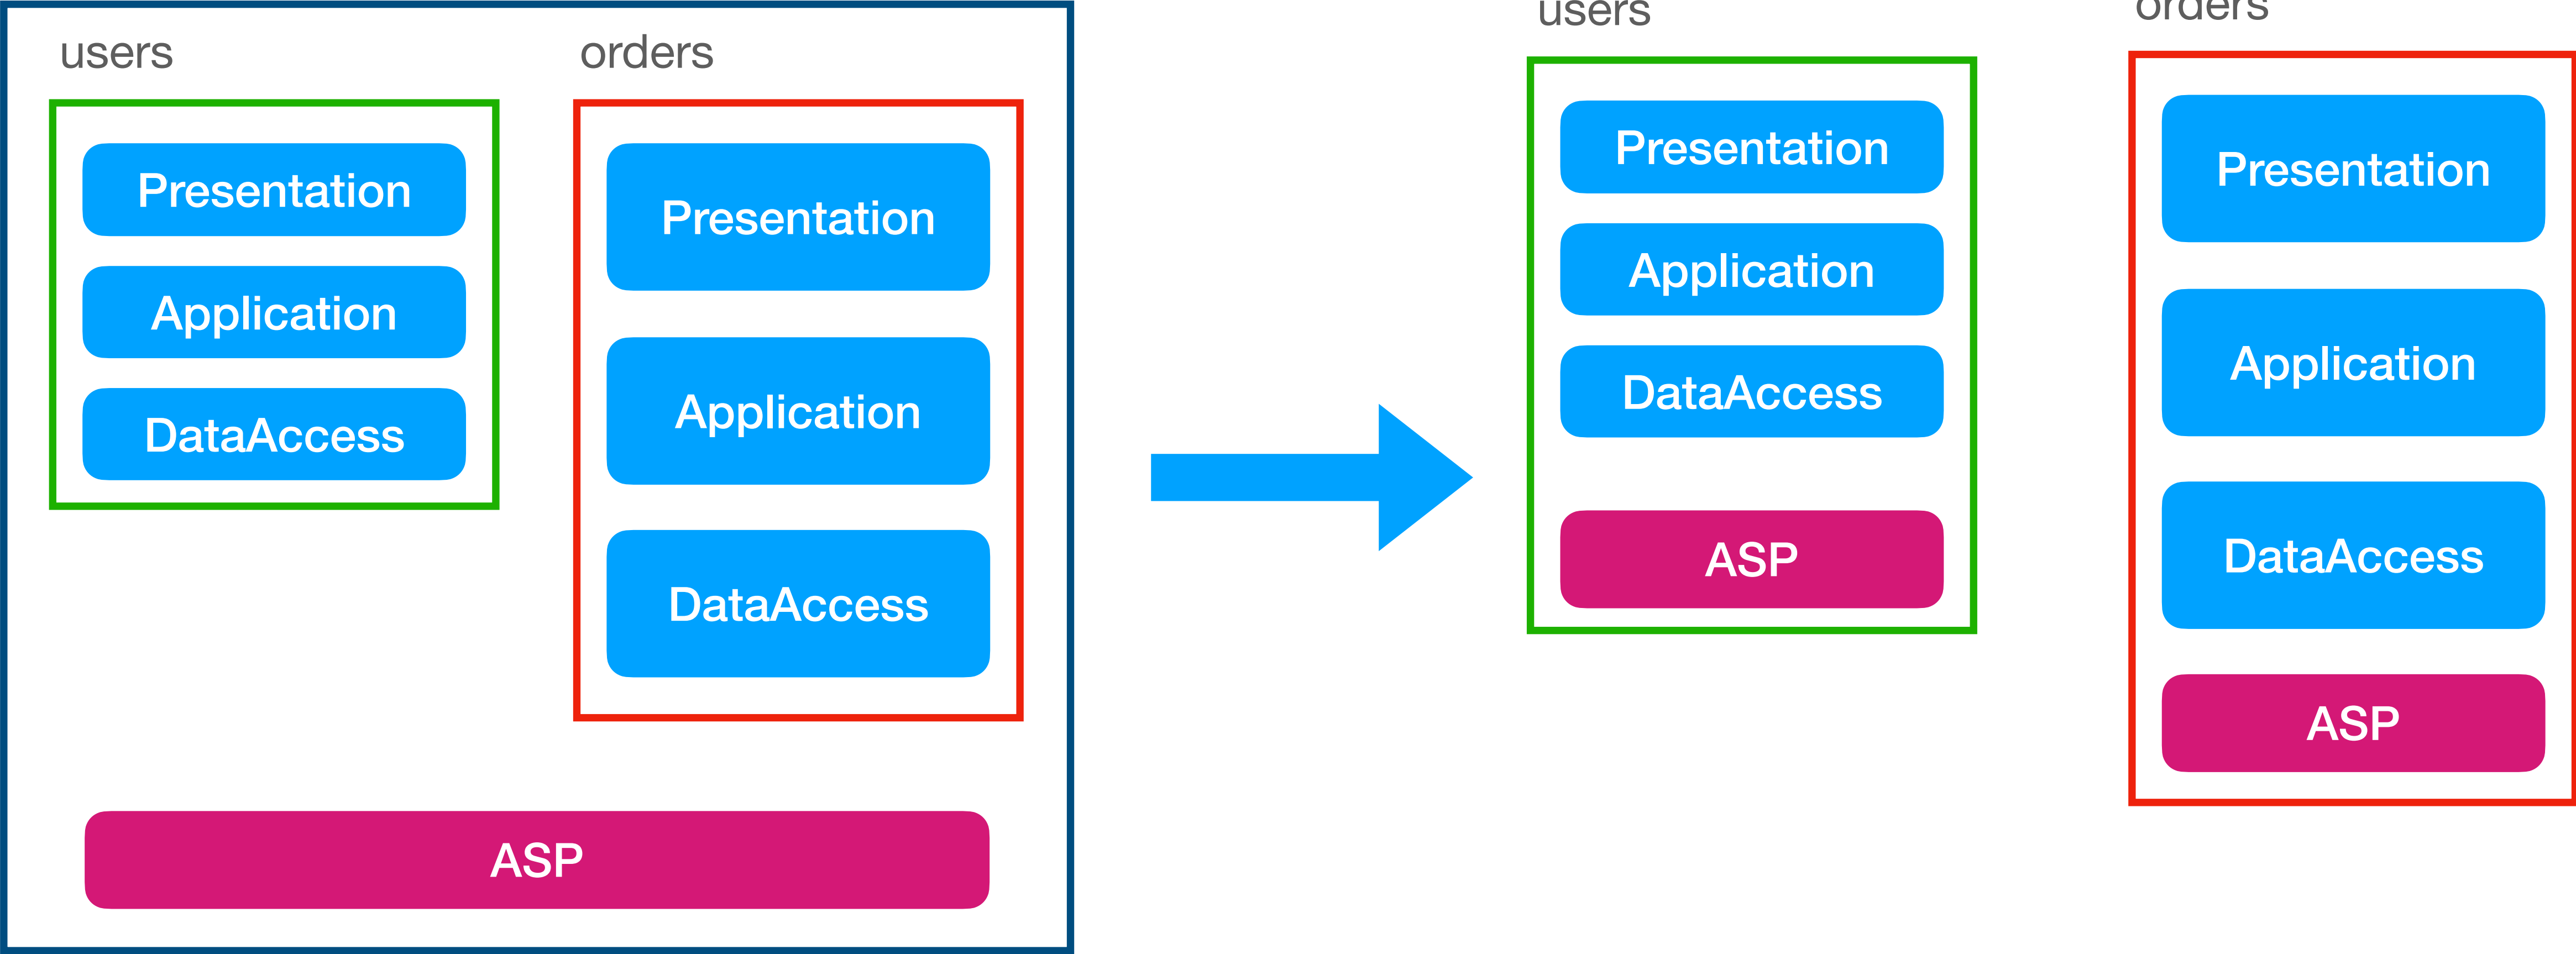 users
Presentation
Application
DataAccess
orders
Presentation
Application
DataAccess
ASP
users
Presentation
Application
DataAccess
ASP
orders
Presentation
Application
DataAccess
ASP